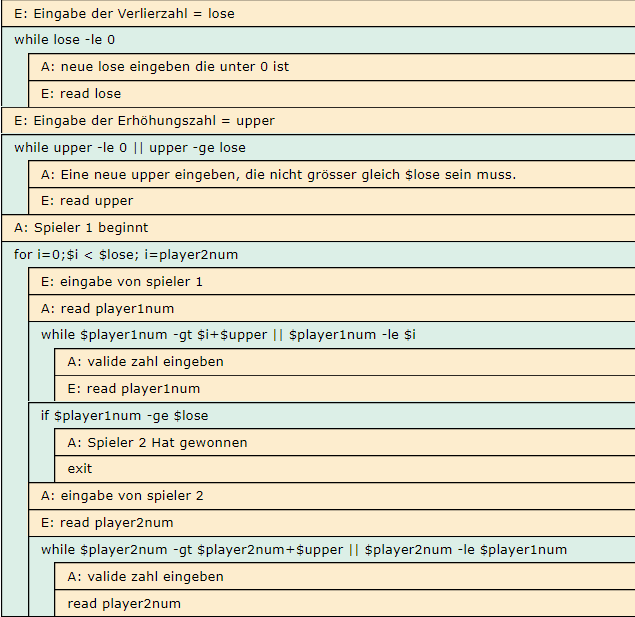 E: Eingabe der Verlierzahl = lose
while lose -le 0
A: neue lose eingeben die unter 0 ist
E: read lose
E: Eingabe der Erhöhungszahl = upper
while upper -le 0 || upper -ge lose
A: Eine neue upper eingeben, die nicht grösser gleich $lose sein muss.
E: read upper
A: Spieler 1 beginnt
for i=0;$i < $lose; i=player2num
E: eingabe von spieler 1
A: read player1num
while $player1num -gt $i+$upper || $player1num -le $i
A: valide zahl eingeben
E: read player1num
if $player1num -ge $lose
A: Spieler 2 Hat gewonnen
exit
A: eingabe von spieler 2
E: read player2num
while $player2num -gt $player2num+$upper || $player2num -le $player1num
A: valide zahl eingeben
read player2num